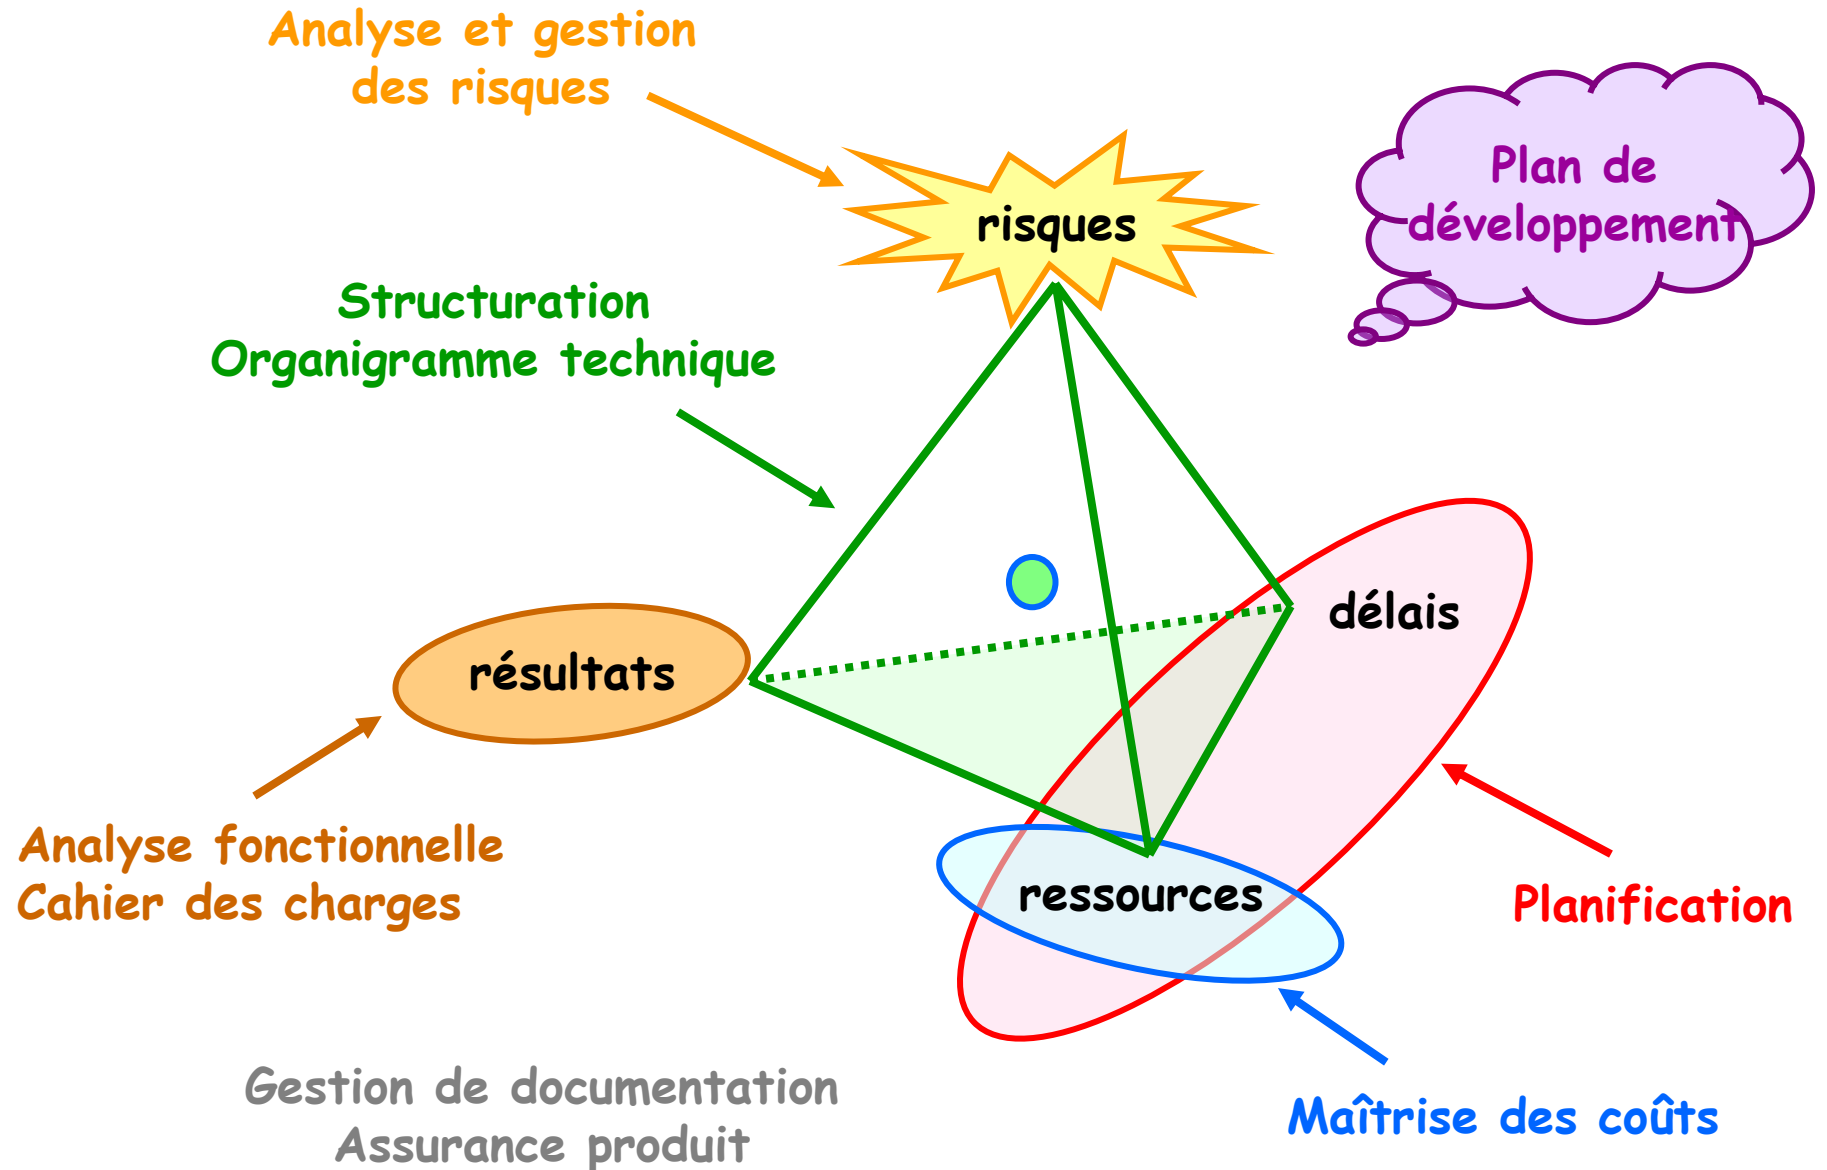 Analyse et gestion
des risques
Plan de
développement
risques
Structuration
Organigramme technique
délais
résultats
Analyse fonctionnelle
Cahier des charges
ressources
Planification
Gestion de documentation
Assurance produit
Maîtrise des coûts